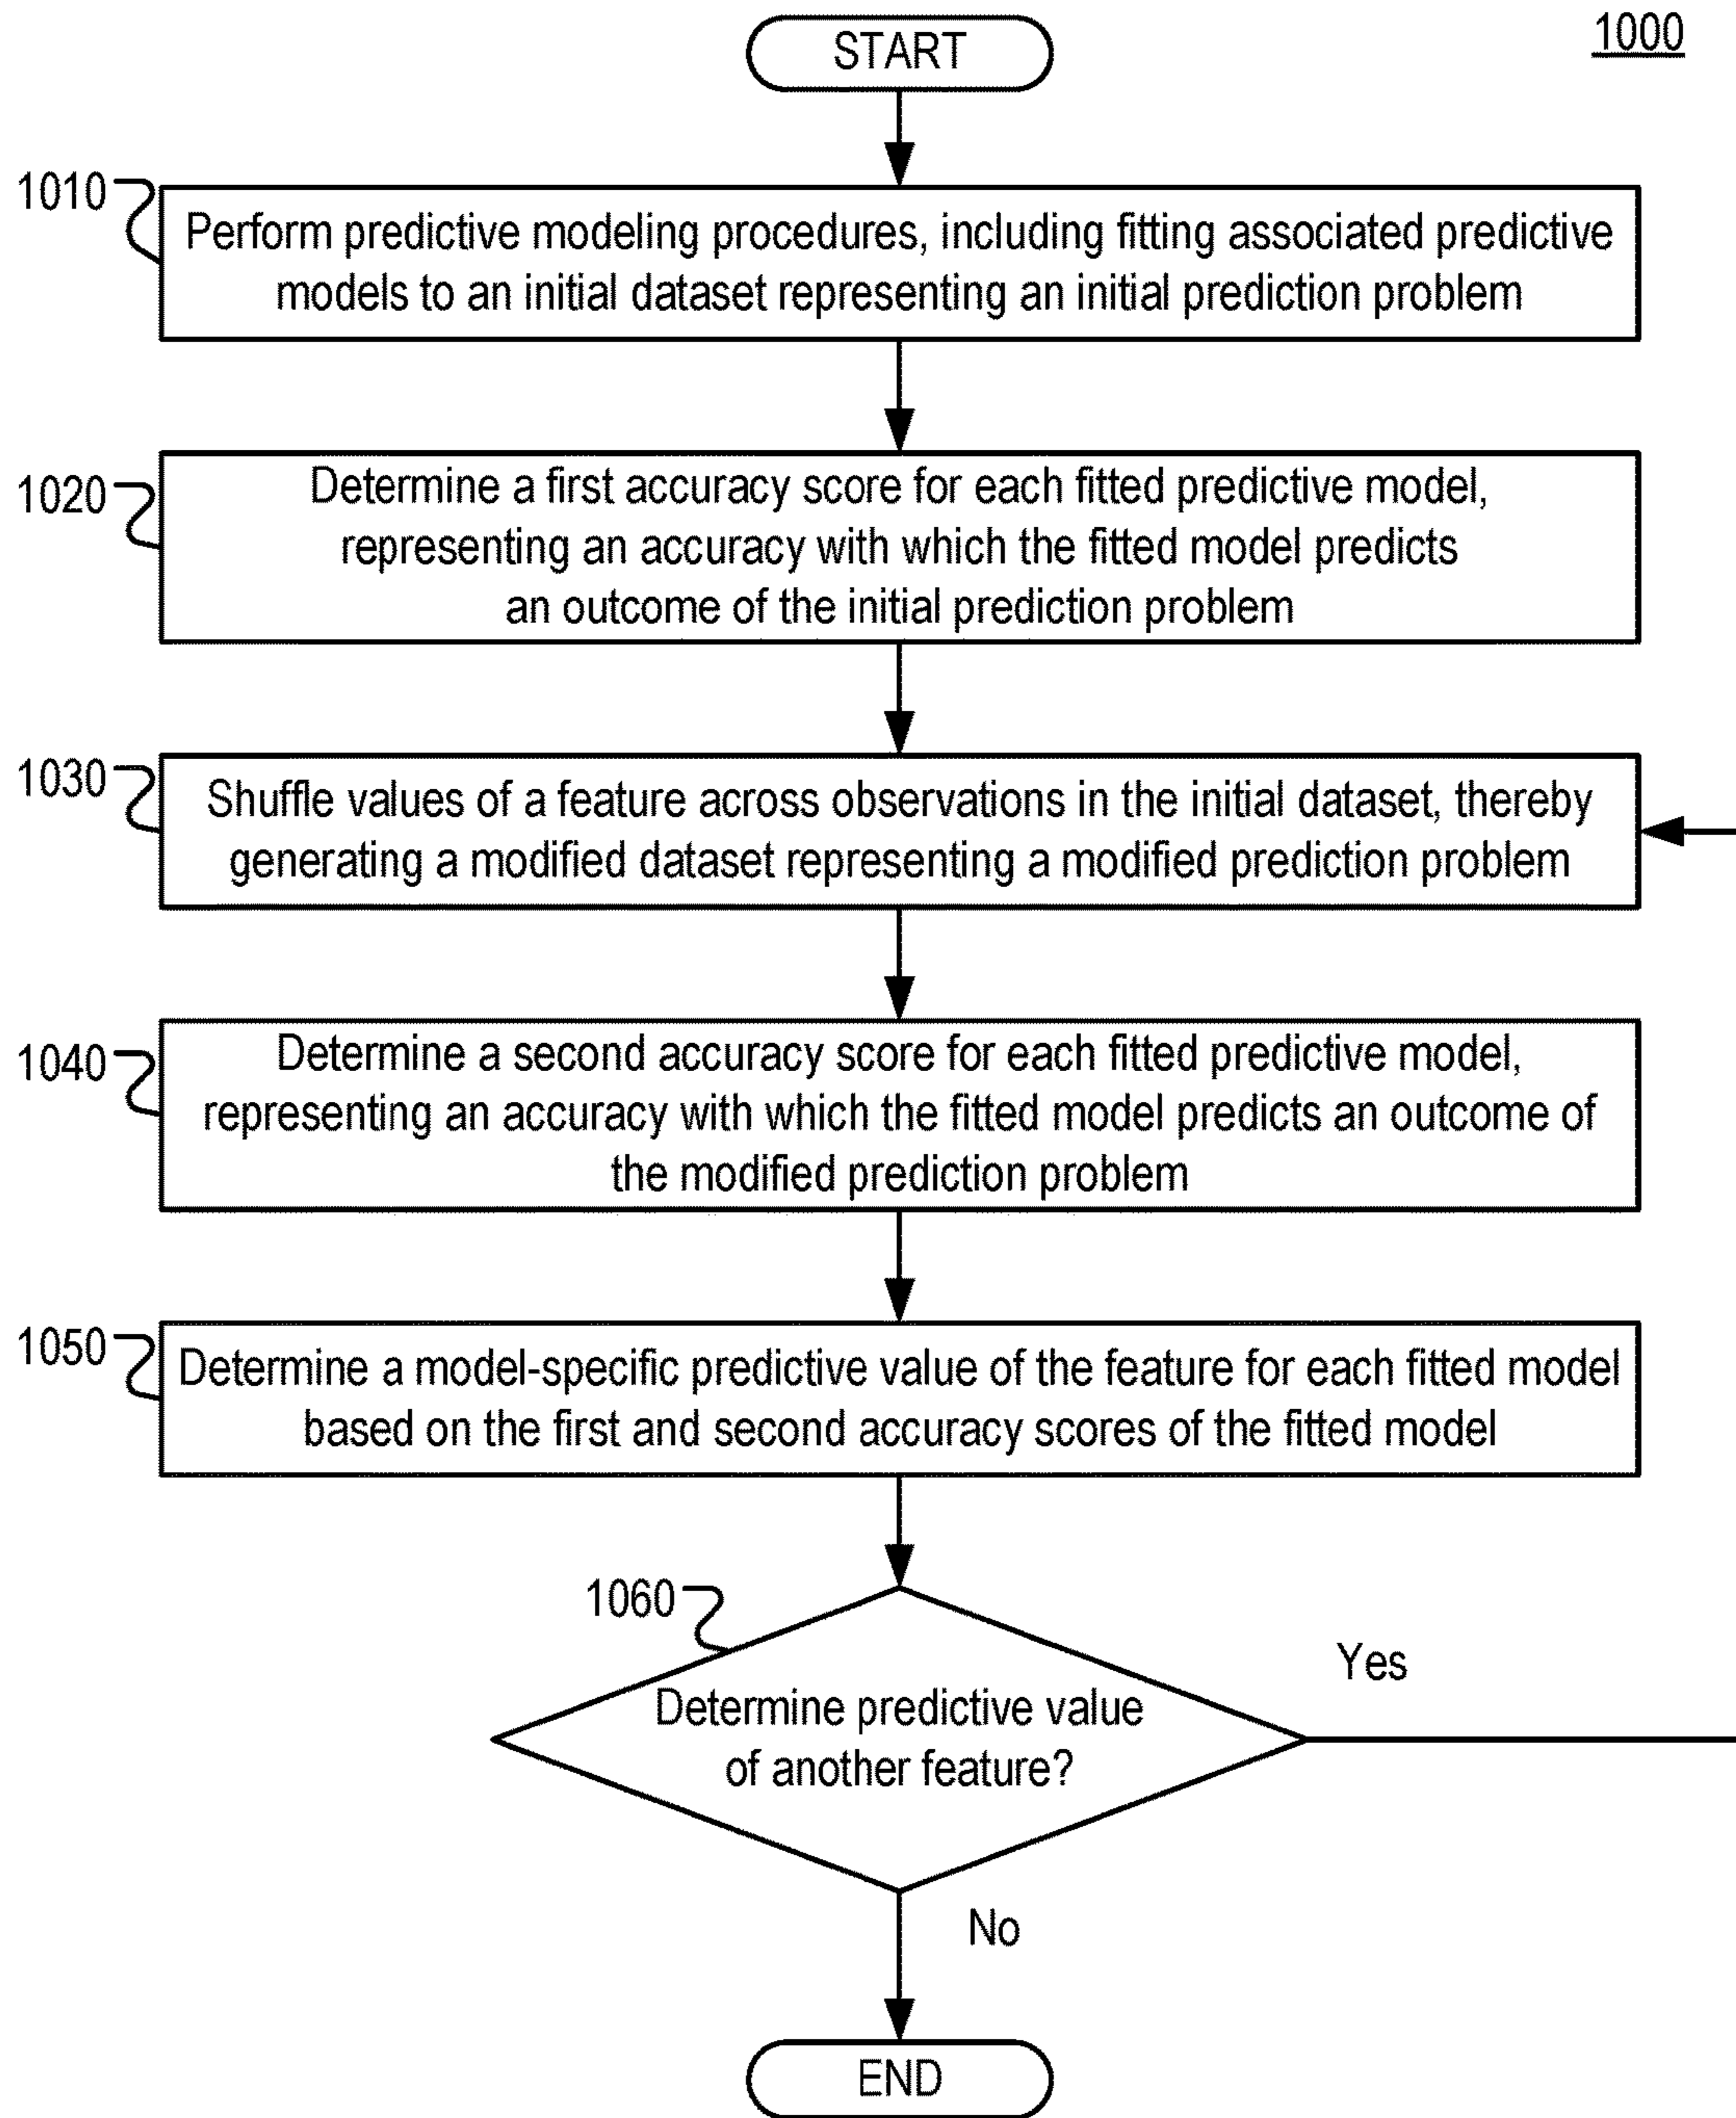 1000
START
1010
Perform predictive modeling procedures, including fitting associated predictive
models to an initial dataset representing an initial prediction problem
1020
Determine a first accuracy score for each fitted predictive model,
representing an accuracy with which the fitted model predicts
an outcome of the initial prediction problem
1030
Shuffle values of a feature across observations in the initial dataset, thereby
generating a modified dataset representing a modified prediction problem
1040
Determine a second accuracy score for each fitted predictive model,
representing an accuracy with which the fitted model predicts an outcome of
the modified prediction problem
1050
Determine a model-specific predictive value of the feature for each fitted model
based on the first and second accuracy scores of the fitted model
1060
Determine predictive value
of another feature?
Yes
No
END